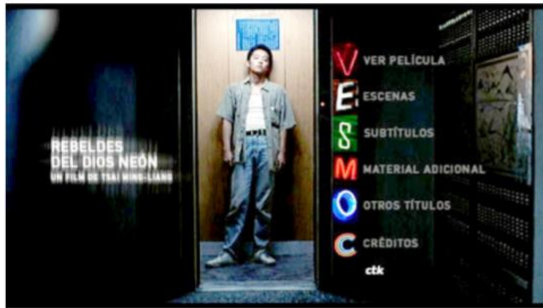 REBELDES
DEL DIOS NEÓN
UN FILM DE TSAI MING-LIANG
V VER PELÍCULA
E ESCENAS
S SUBTÍTULOS
M MATERIAL ADICIONAL
O OTROS TÍTULOS
C CRÉDITOS
ctk